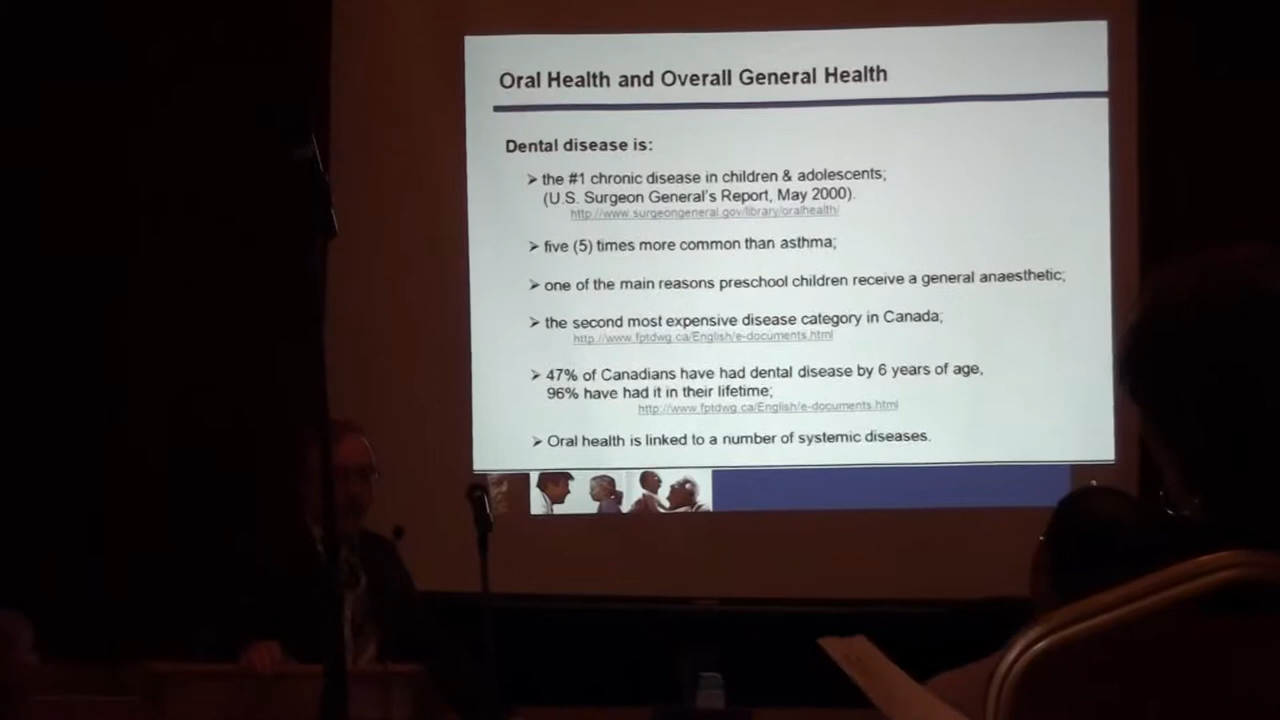 Oral Health and Overall General Health
Dental disease is:
➢ the #1 chronic disease in children & adolescents;
(U.S. Surgeon General's Report, May 2000).
http://www.surgeongeneral.gov/library/oralhealth/
➢ five (5) times more common than asthma;
➢ one of the main reasons preschool children receive a general anaesthetic;
➢ the second most expensive disease category in Canada;
http://www.fptdwg.ca/English/e-documents.html
➢ 47% of Canadians have had dental disease by 6 years of age,
96% have had it in their lifetime;
http://www.fptdwg.ca/English/e-documents.html
➢ Oral health is linked to a number of systemic diseases.